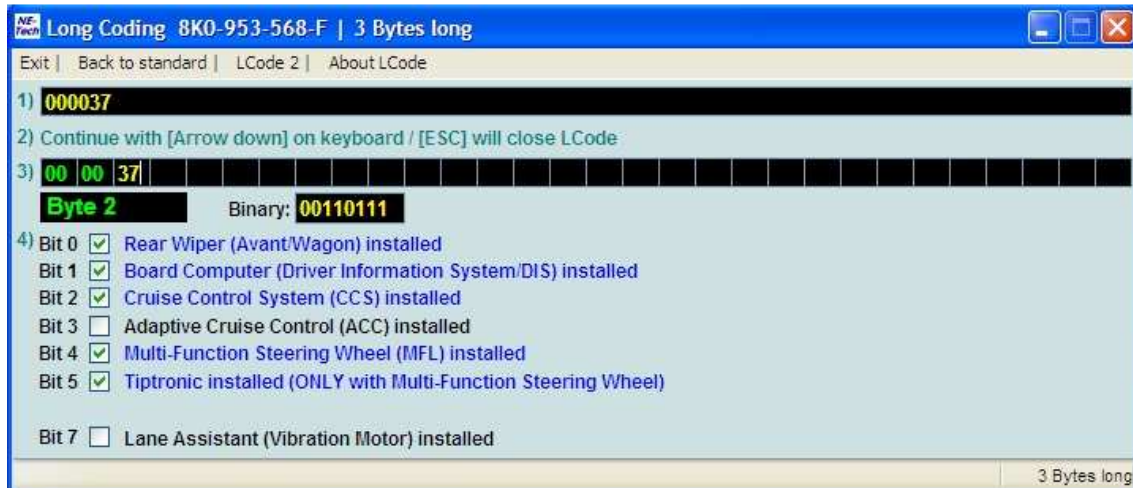 NE-Tech Long Coding 8K0-953-568-F | 3 Bytes long
Exit | Back to standard | LCode 2 | About LCode
1) 000037
2) Continue with [Arrow down] on keyboard / [ESC] will close LCode
3) 00 00 37
Byte 2 Binary: 00110111
4) Bit 0 Rear Wiper (Avant/Wagon) installed
Bit 1 Board Computer (Driver Information System/DIS) installed
Bit 2 Cruise Control System (CCS) installed
Bit 3 Adaptive Cruise Control (ACC) installed
Bit 4 Multi-Function Steering Wheel (MFL) installed
Bit 5 Tiptronic installed (ONLY with Multi-Function Steering Wheel)
Bit 7 Lane Assistant (Vibration Motor) installed
3 Bytes long